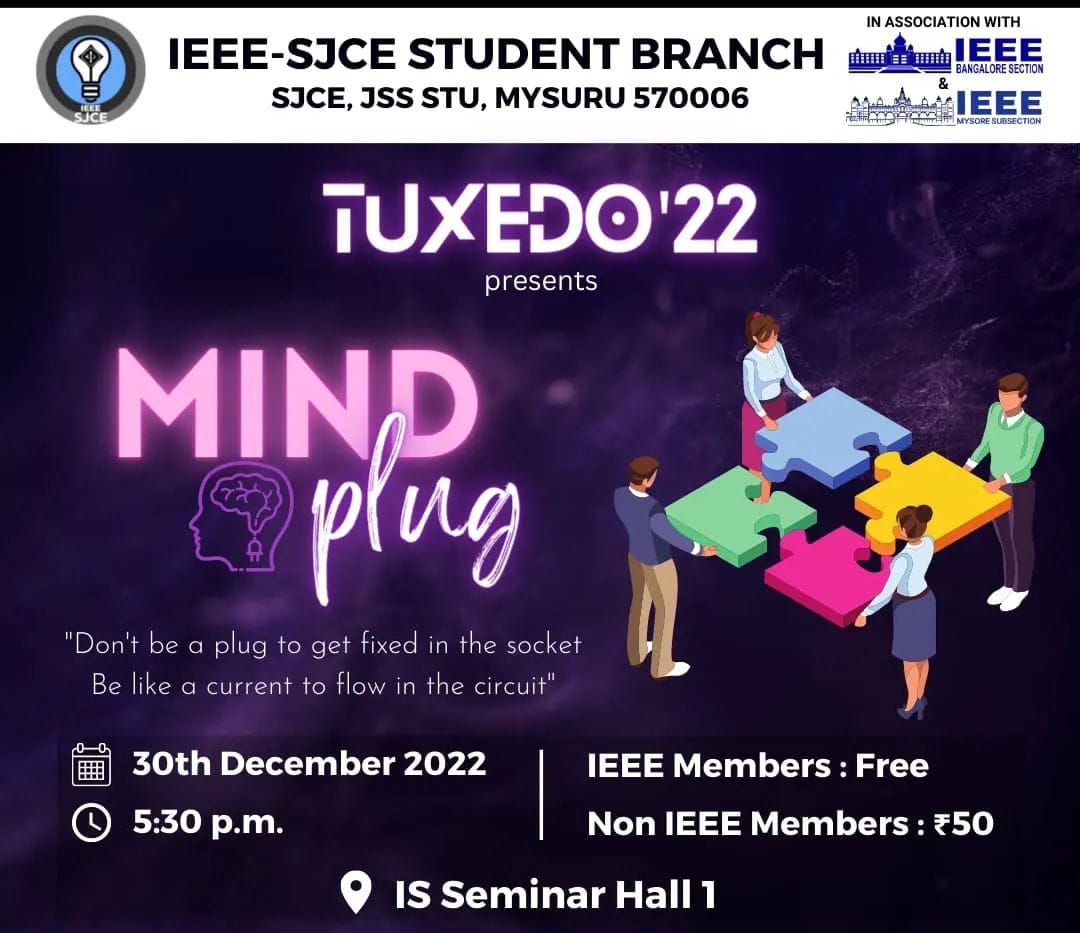 IEEE-SJCE STUDENT BRANCH
SJCE, JSS STU, MYSURU 570006
IEEE
SJCE
IN ASSOCIATION WITH
IEEE
BANGALORE SECTION
&
IEEE
MYSORE SUBSECTION
TUXEDO'22
presents
MIND
plug
"Don't be a plug to get fixed in the socket
Be like a current to flow in the circuit"
30th December 2022
5:30 p.m.
IEEE Members : Free
Non IEEE Members : ₹50
IS Seminar Hall 1